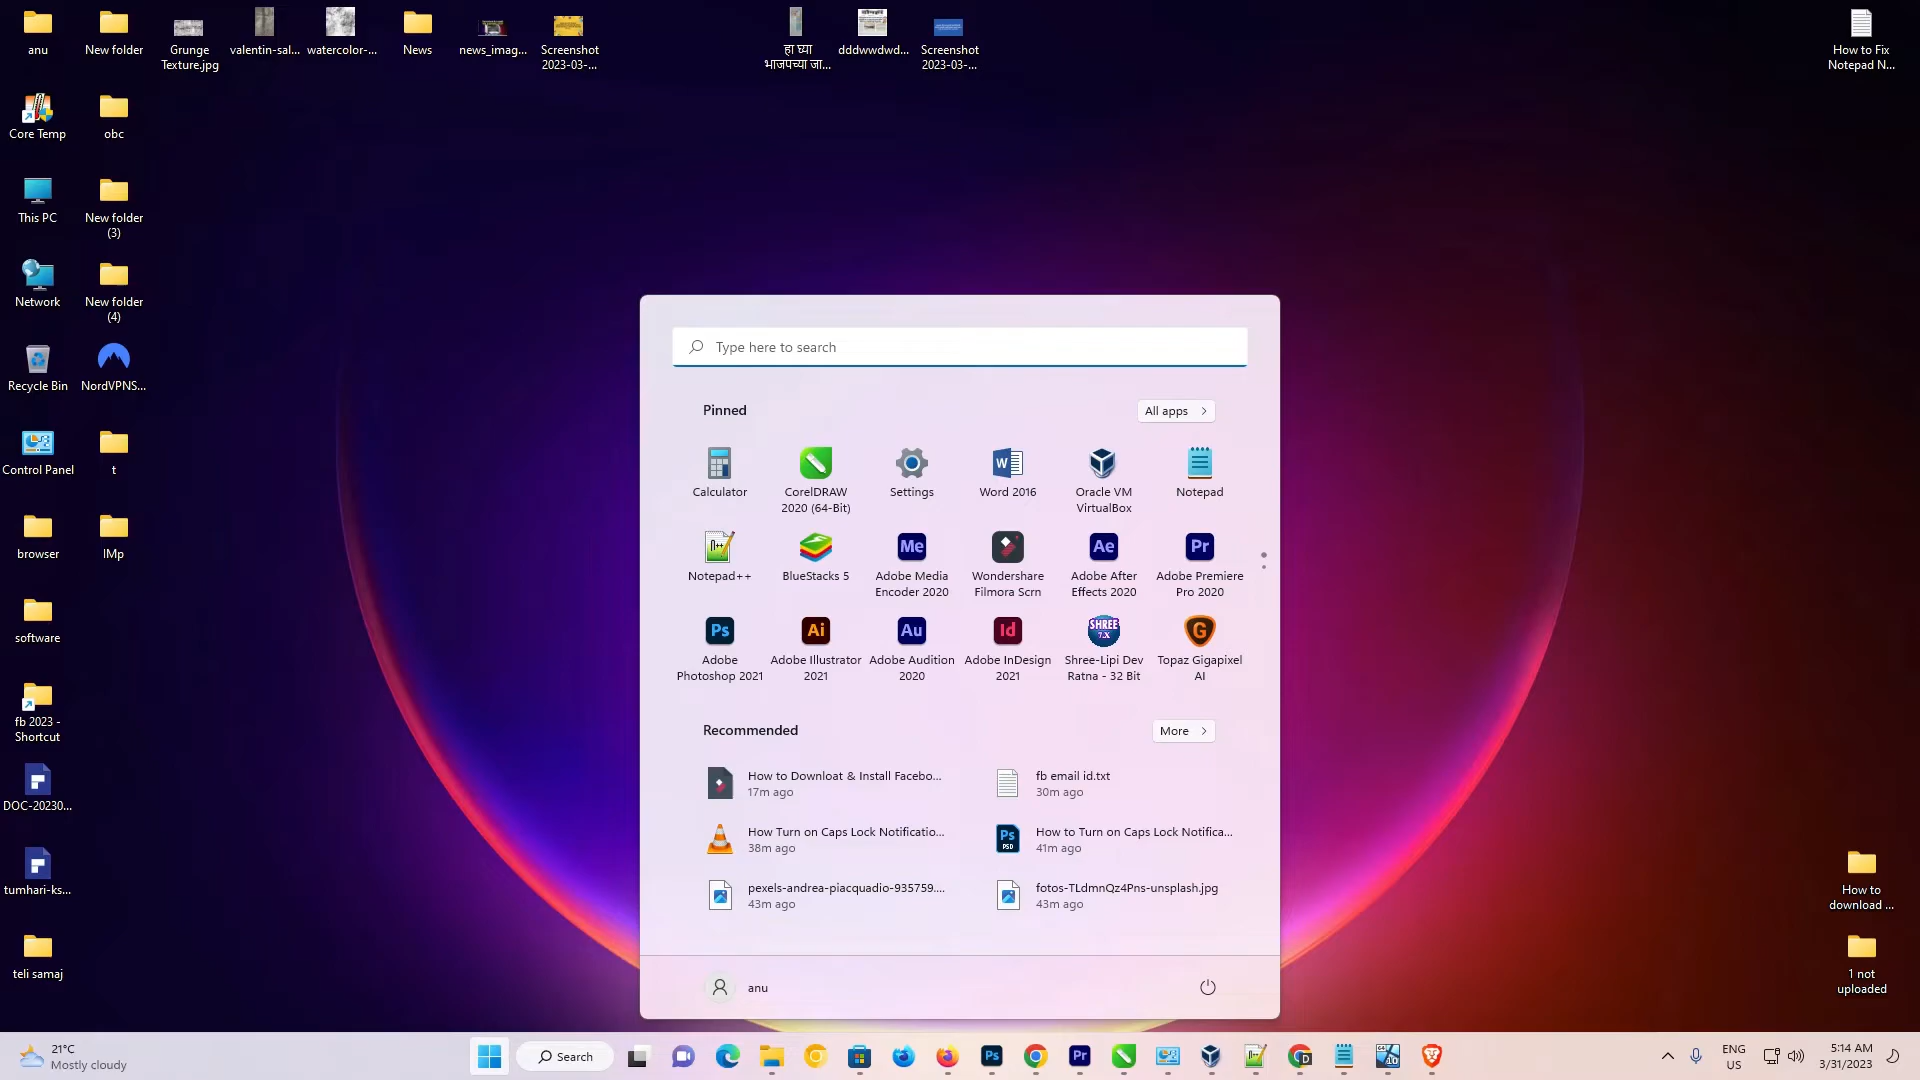 anu
New folder
Grunge
Texture.jpg
valentin-sal...
watercolor-...
News
news_imag...
Screenshot
2023-03-...
हा घ्या
भाजपच्या जा...
dddwwdwd...
Screenshot
2023-03-...
How to Fix
Notepad N...
Core Temp
obc
This PC
New folder
(3)
Network
New folder
(4)
Recycle Bin
NordVPNS...
Control Panel
t
browser
IMp
software
fb 2023 -
Shortcut
DOC-20230...
tumhari-ks...
teli samaj
Type here to search
Pinned
All apps
Calculator
CorelDRAW
2020 (64-Bit)
Settings
Word 2016
Oracle VM
VirtualBox
Notepad
Notepad++
BlueStacks 5
Adobe Media
Encoder 2020
Wondershare
Filmora Scrn
Adobe After
Effects 2020
Adobe Premiere
Pro 2020
Adobe
Photoshop 2021
Adobe Illustrator
2021
Adobe Audition
2020
Adobe InDesign
2021
Shree-Lipi Dev
Ratna - 32 Bit
Topaz Gigapixel
AI
Recommended
More
How to Downloat & Install Facebo...
17m ago
fb email id.txt
30m ago
How Turn on Caps Lock Notificatio...
38m ago
How to Turn on Caps Lock Notifica...
41m ago
pexels-andrea-piacquadio-935759....
43m ago
fotos-TLdmnQz4Pns-unsplash.jpg
43m ago
anu
How to
download ...
1 not
uploaded
21°C
Mostly cloudy
Search
ENG
US
5:14 AM
3/31/2023